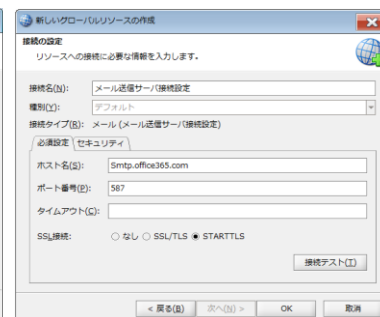 新しいグローバルリソースの作成
接続の設定
リソースへの接続に必要な情報を入力します。
接続名(N): メール送信サーバ接続設定
種別(Y): デフォルト
接続タイプ(R): メール (メール送信サーバ接続設定)
必須設定 セキュリティ
ホスト名(S): Smtp.office365.com
ポート番号(P): 587
タイムアウト(C):
SSL接続: なし SSL/TLS STARTTLS
接続テスト(T)
< 戻る(B) 次へ(N) > OK 取消